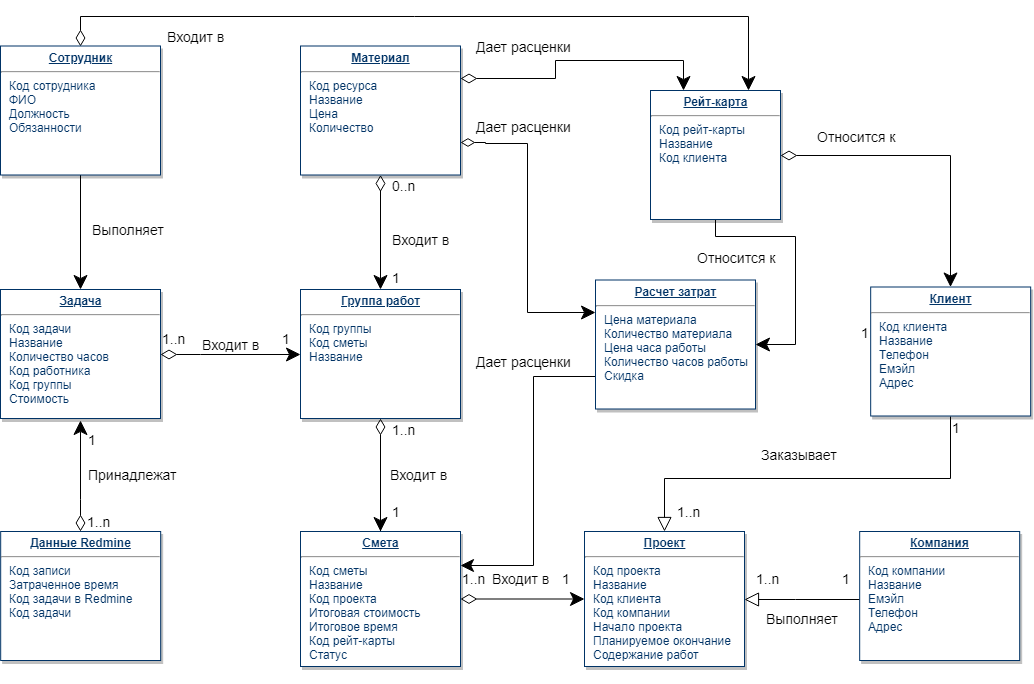 Входит в
Сотрудник
Код сотрудника
ФИО
Должность
Обязанности
Материал
Код ресурса
Название
Цена
Количество
Дает расценки
Дает расценки
Рейт-карта
Код рейт-карты
Название
Код клиента
Относится к
0..n
Выполняет
Входит в
1
Относится к
Задача
Код задачи
Название
Количество часов
Код работника
Код группы
Стоимость
1..n
Входит в
1
Группа работ
Код группы
Код сметы
Название
Расчет затрат
Цена материала
Количество материала
Цена часа работы
Количество часов работы
Скидка
Дает расценки
1
Клиент
Код клиента
Название
Телефон
Емэйл
Адрес
1
1..n
1
Принадлежат
Входит в
Заказывает
1..n
1
1..n
Данные Redmine
Код записи
Затраченное время
Код задачи в Redmine
Код задачи
Смета
Код сметы
Название
Код проекта
Итоговая стоимость
Итоговое время
Код рейт-карты
Статус
1..n
Входит в
1
Проект
Код проекта
Название
Код клиента
Код компании
Начало проекта
Планируемое окончание
Содержание работ
1..n
1
Выполняет
Компания
Код компании
Название
Емэйл
Телефон
Адрес